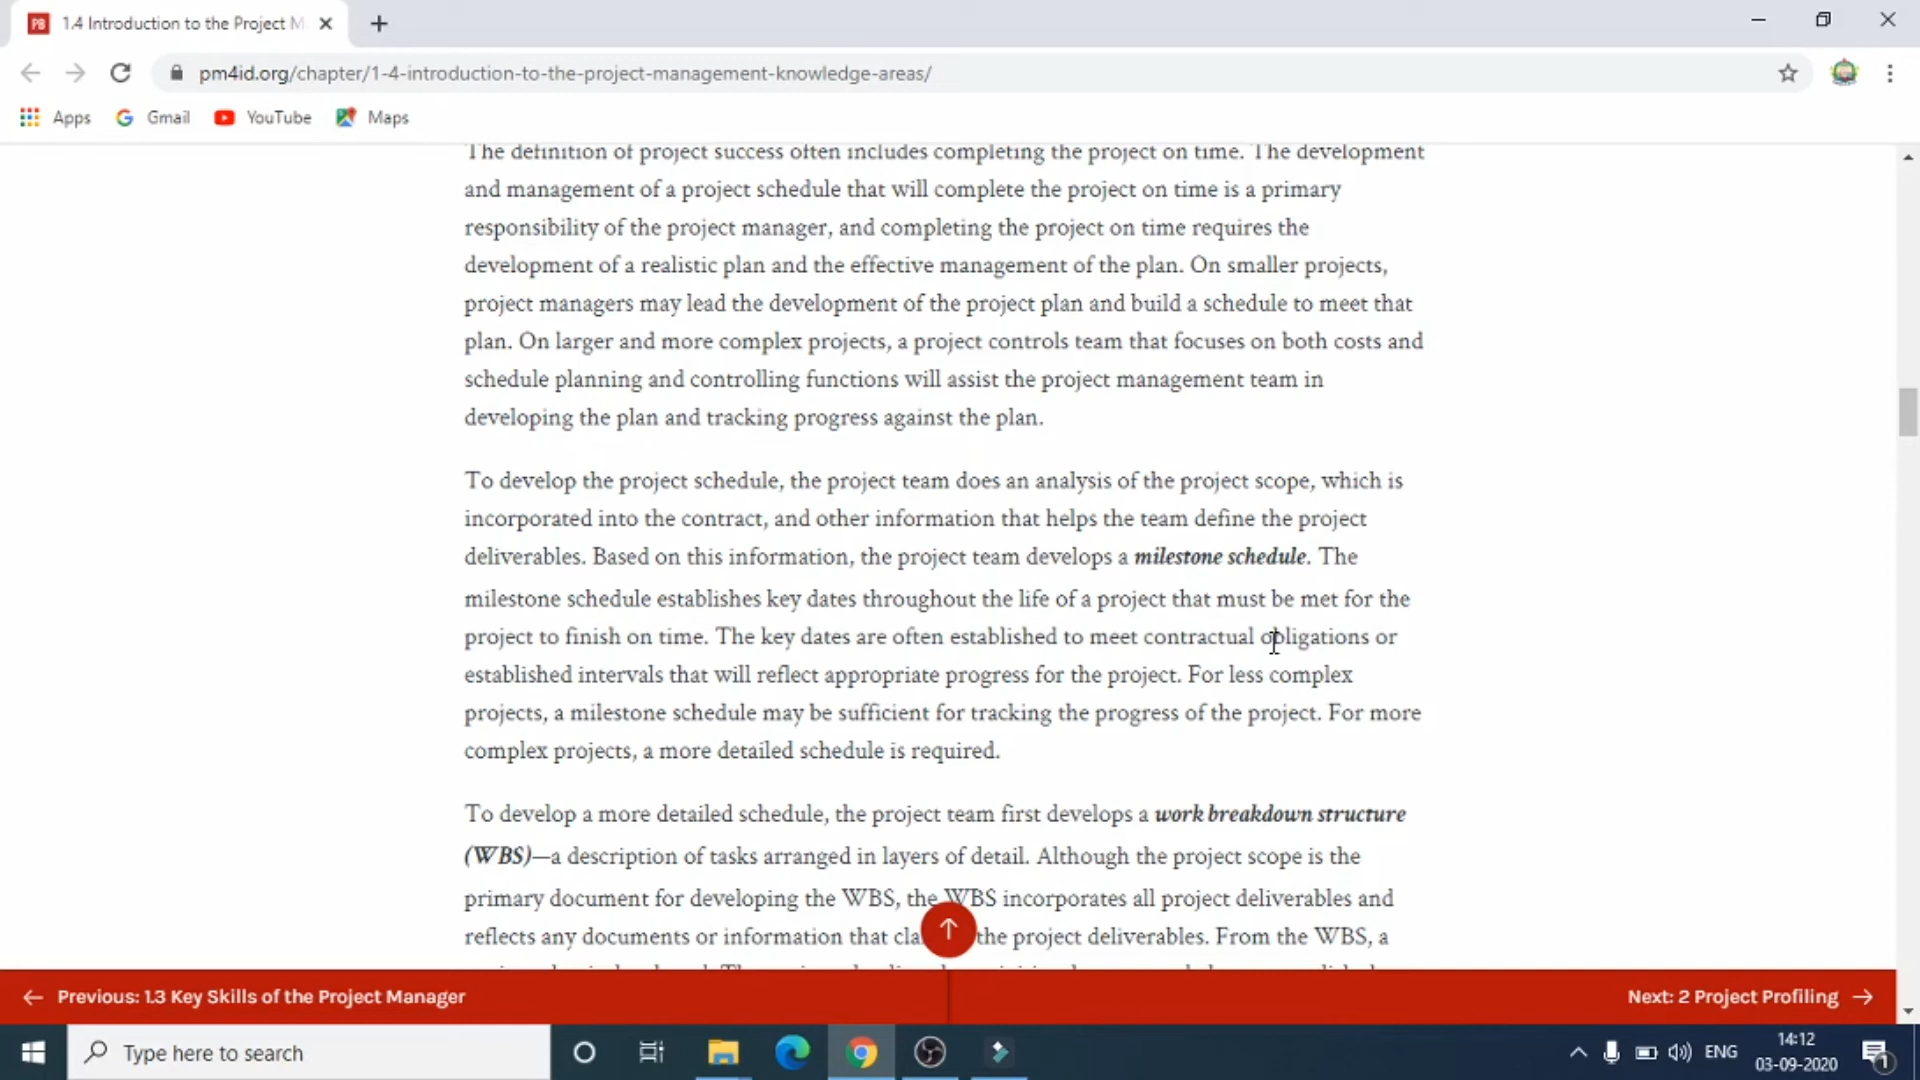 1.4 Introduction to the Project M
pm4id.org/chapter/1-4-introduction-to-the-project-management-knowledge-areas/
Apps Gmail YouTube Maps
The definition of project success often includes completing the project on time. The development
and management of a project schedule that will complete the project on time is a primary
responsibility of the project manager, and completing the project on time requires the
development of a realistic plan and the effective management of the plan. On smaller projects,
project managers may lead the development of the project plan and build a schedule to meet that
plan. On larger and more complex projects, a project controls team that focuses on both costs and
schedule planning and controlling functions will assist the project management team in
developing the plan and tracking progress against the plan.
To develop the project schedule, the project team does an analysis of the project scope, which is
incorporated into the contract, and other information that helps the team define the project
deliverables. Based on this information, the project team develops a milestone schedule. The
milestone schedule establishes key dates throughout the life of a project that must be met for the
project to finish on time. The key dates are often established to meet contractual obligations or
established intervals that will reflect appropriate progress for the project. For less complex
projects, a milestone schedule may be sufficient for tracking the progress of the project. For more
complex projects, a more detailed schedule is required.
To develop a more detailed schedule, the project team first develops a work breakdown structure
(WBS)—a description of tasks arranged in layers of detail. Although the project scope is the
primary document for developing the WBS, the WBS incorporates all project deliverables and
reflects any documents or information that cla the project deliverables. From the WBS, a
← Previous: 1.3 Key Skills of the Project Manager
Next: 2 Project Profiling →
Type here to search
ENG
14:12
03-09-2020
1